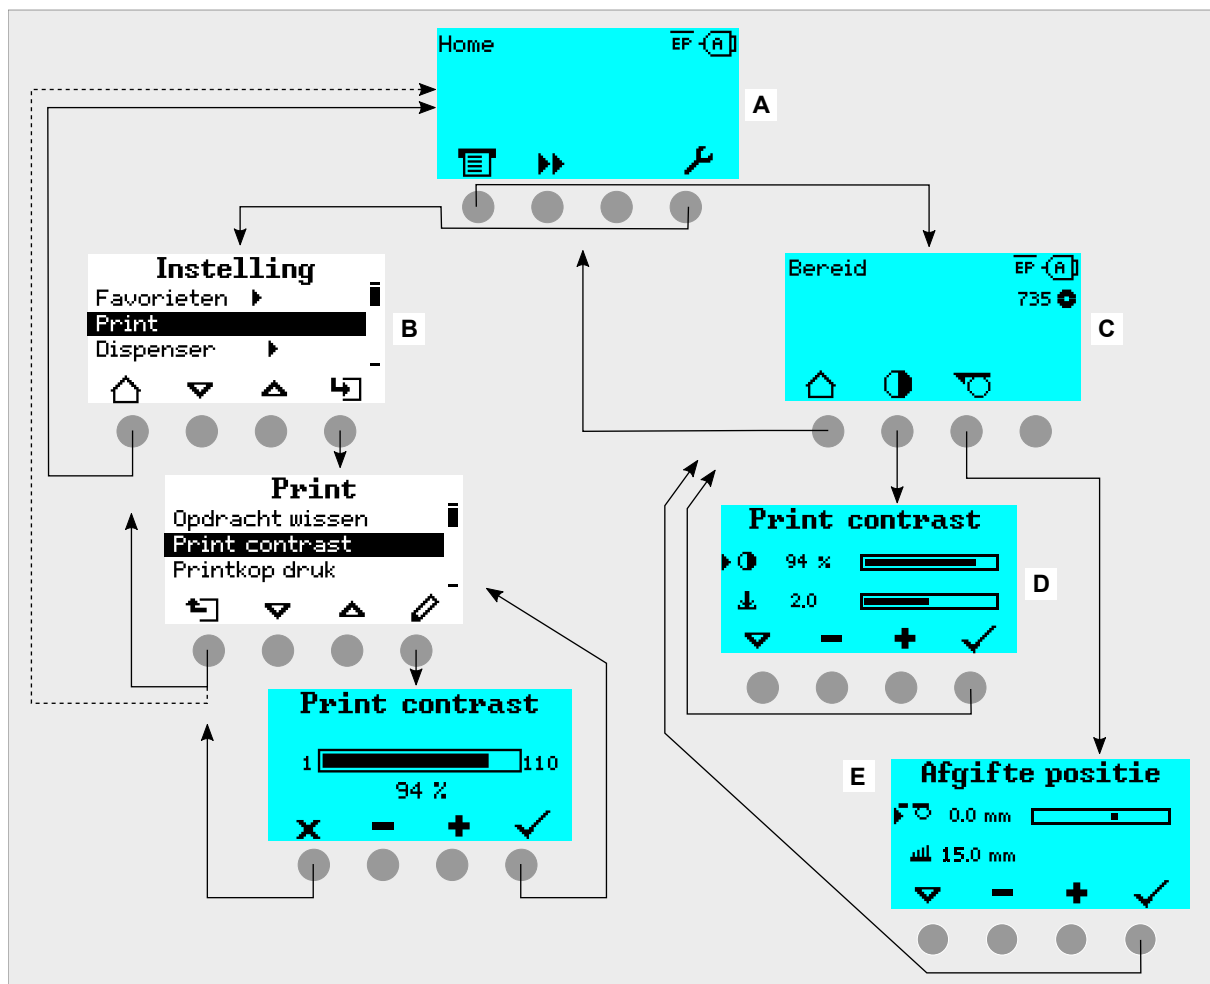 Home
EP A
A
Instelling
Favorieten
Print
Dispenser
B
Bereid
EP A
735
C
Print
Opdracht wissen
Print contrast
Printkop druk
Print contrast
94 %
2.0
D
Print contrast
1 110
94 %
E
Afgifte positie
0.0 mm
15.0 mm